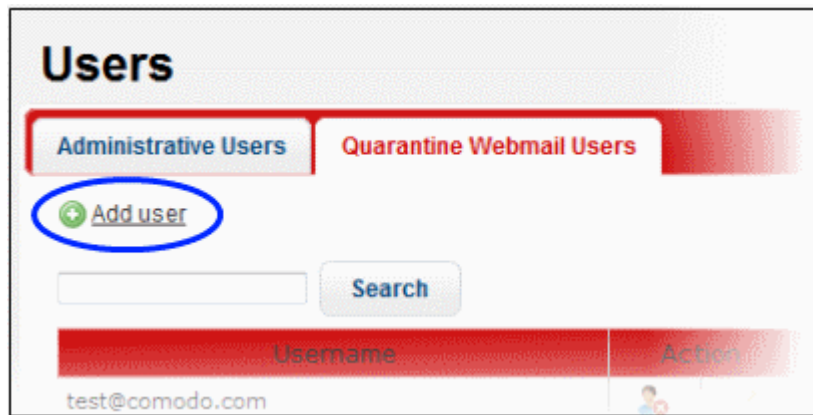 Users
Administrative Users Quarantine Webmail Users
Add user
Search
Username Action
test@comodo.com